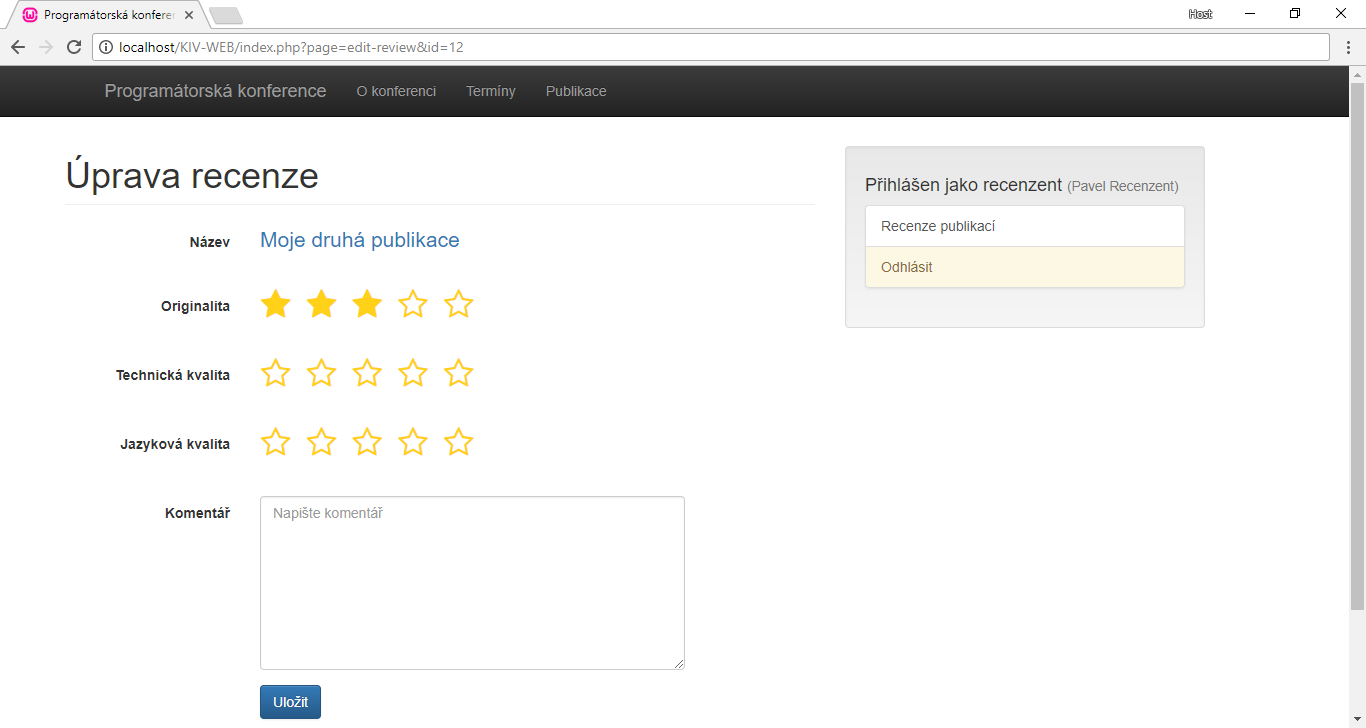 Programátorská konferen
Host
localhost/KIV-WEB/index.php?page=edit-review&id=12
Programátorská konference O konferenci Termíny Publikace
Úprava recenze
Název Moje druhá publikace
Originalita
Technická kvalita
Jazyková kvalita
Komentář Napište komentář
Uložit
Přihlášen jako recenzent (Pavel Recenzent)
Recenze publikací
Odhlásit